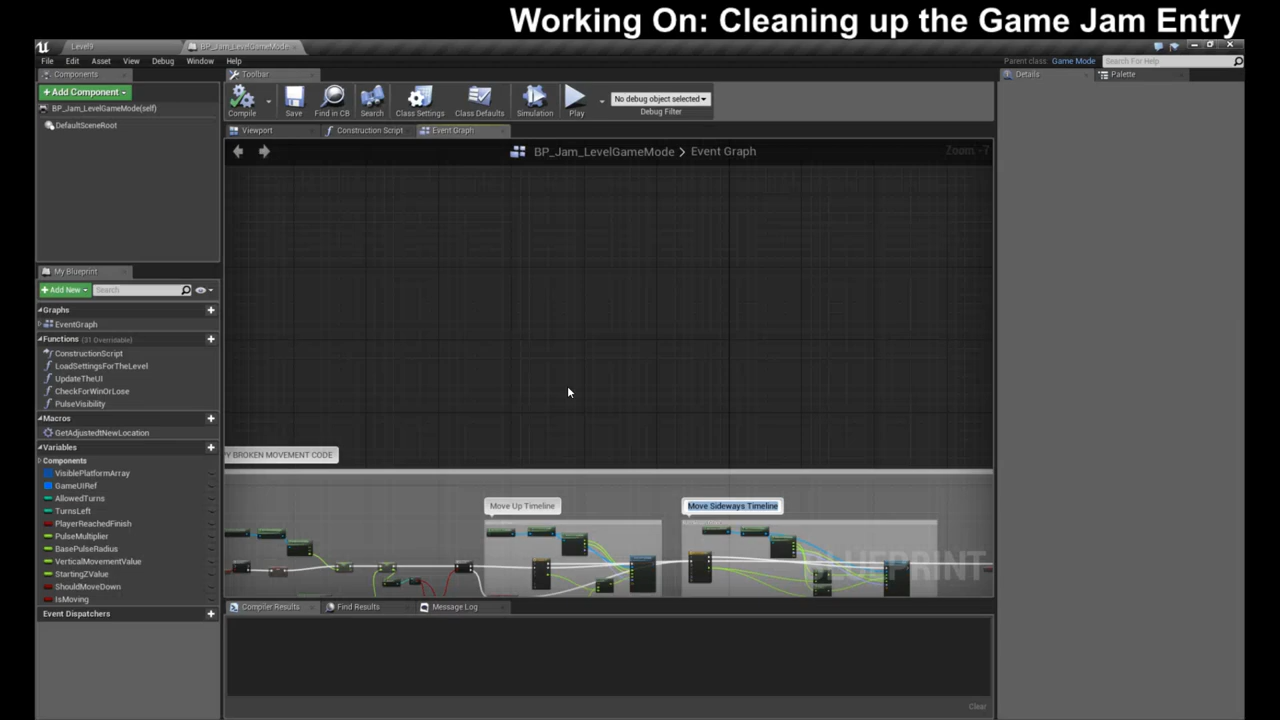 Working On: Cleaning up the Game Jam Entry
Level9
BP_Jam_LevelGameMode
File Edit Asset View Debug Window Help
Parent class: Game Mode
Search For Help
Components
Toolbar
Details
Palette
Add Component
BP_Jam_LevelGameMode(self)
DefaultSceneRoot
Compile
Save
Find in CB
Search
Class Settings
Class Defaults
Simulation
Play
No debug object selected
Debug Filter
Viewport
Construction Script
Event Graph
BP_Jam_LevelGameMode > Event Graph
Zoom -7
My Blueprint
Add New
Search
Graphs
EventGraph
Functions (31 Overridable)
ConstructionScript
LoadSettingsForTheLevel
UpdateTheUI
CheckForWinOrLose
PulseVisibility
Macros
GetAdjustedtNewLocation
Variables
Components
VisiblePlatformArray
GameUIRef
AllowedTurns
TurnsLeft
PlayerReachedFinish
PulseMultiplier
BasePulseRadius
VerticalMovementValue
StartingZValue
ShouldMoveDown
IsMoving
Event Dispatchers
BROKEN MOVEMENT CODE
Move Up Timeline
Move Sideways Timeline
BLUEPRINT
Compiler Results
Find Results
Message Log
Clear